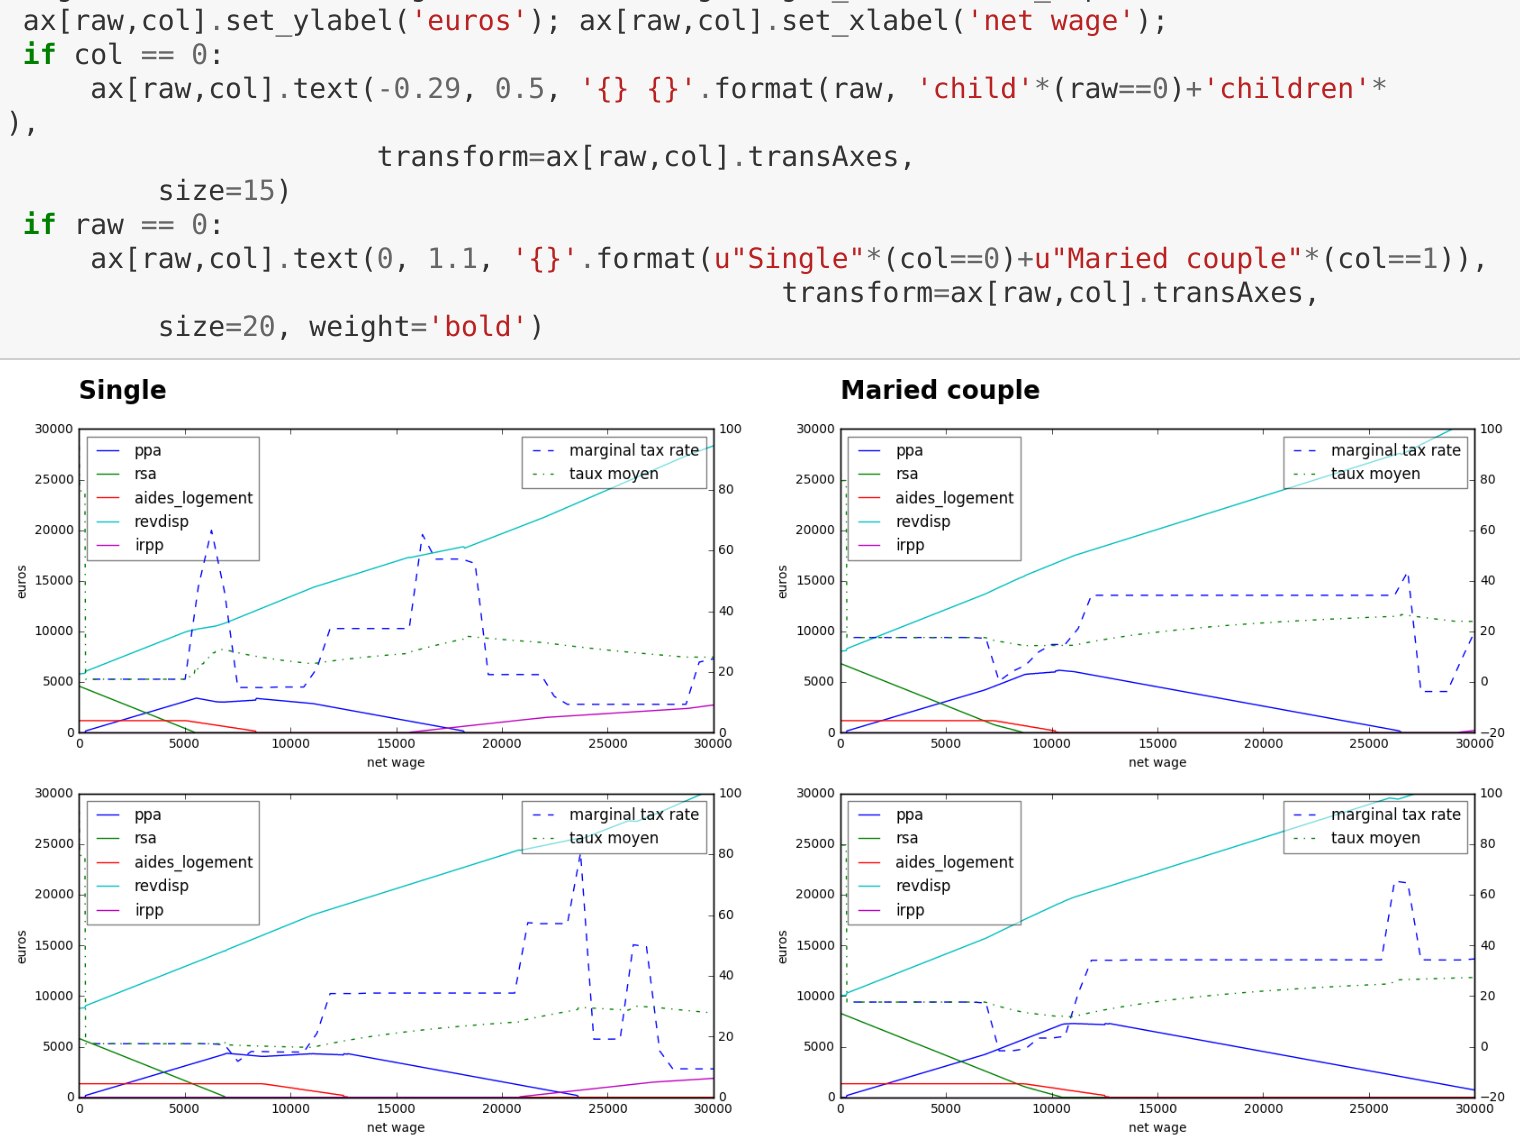 ax[raw,col].set_ylabel('euros'); ax[raw,col].set_xlabel('net wage');
if col == 0:
ax[raw,col].text(-0.29, 0.5, '{} {}'.format(raw, 'child'*(raw==0)+'children'*
),
transform=ax[raw,col].transAxes,
size=15)
if raw == 0:
ax[raw,col].text(0, 1.1, '{}'.format(u"Single"*(col==0)+u"Maried couple"*(col==1)),
transform=ax[raw,col].transAxes,
size=20, weight='bold')
Single
30000
25000
20000
15000
10000
5000
0
euros
ppa
rsa
aides_logement
revdisp
irpp
marginal tax rate
taux moyen
100
80
60
40
20
0
0 5000 10000 15000 20000 25000 30000
net wage
Maried couple
30000
25000
20000
15000
10000
5000
0
euros
ppa
rsa
aides_logement
revdisp
irpp
marginal tax rate
taux moyen
100
80
60
40
20
0
−20
0 5000 10000 15000 20000 25000 30000
net wage
30000
25000
20000
15000
10000
5000
0
euros
ppa
rsa
aides_logement
revdisp
irpp
marginal tax rate
taux moyen
100
80
60
40
20
0
0 5000 10000 15000 20000 25000 30000
net wage
30000
25000
20000
15000
10000
5000
0
euros
ppa
rsa
aides_logement
revdisp
irpp
marginal tax rate
taux moyen
100
80
60
40
20
0
−20
0 5000 10000 15000 20000 25000 30000
net wage